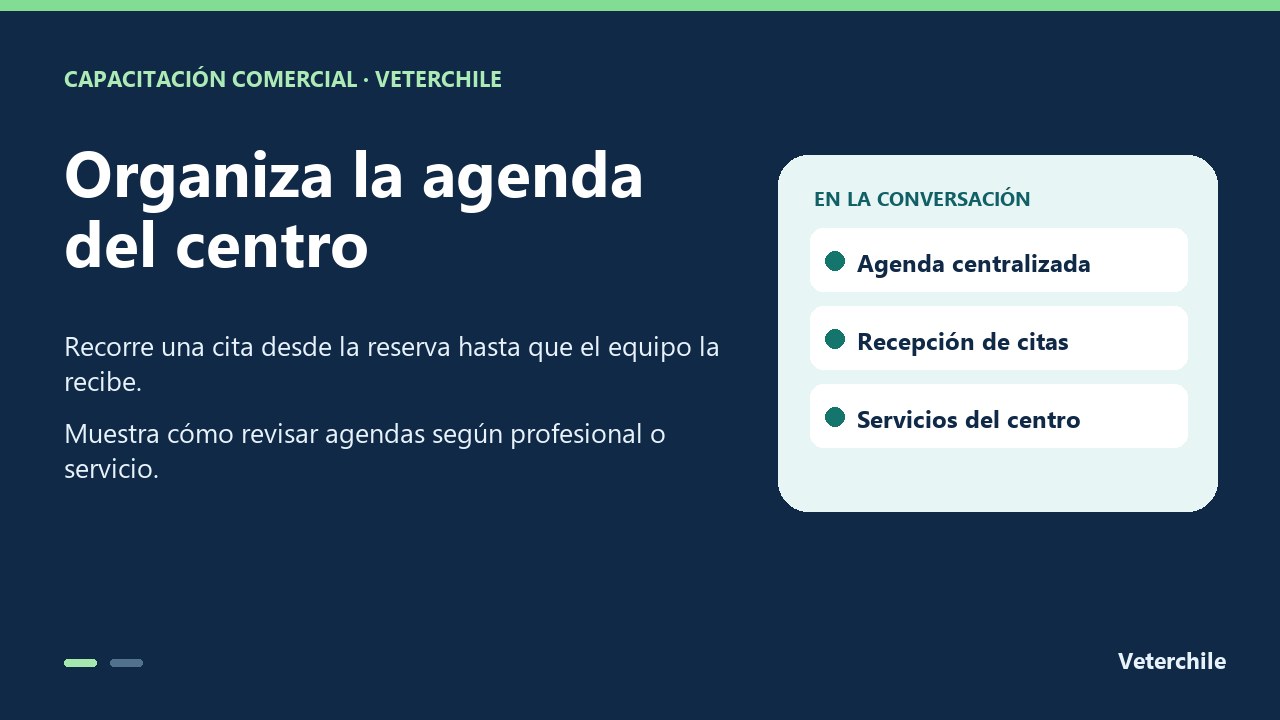 CAPACITACIÓN COMERCIAL · VETERCHILE
Organiza la agenda
del centro
Recorre una cita desde la reserva hasta que el equipo la
recibe.
Muestra cómo revisar agendas según profesional o
servicio.
EN LA CONVERSACIÓN
Agenda centralizada
Recepción de citas
Servicios del centro
Veterchile